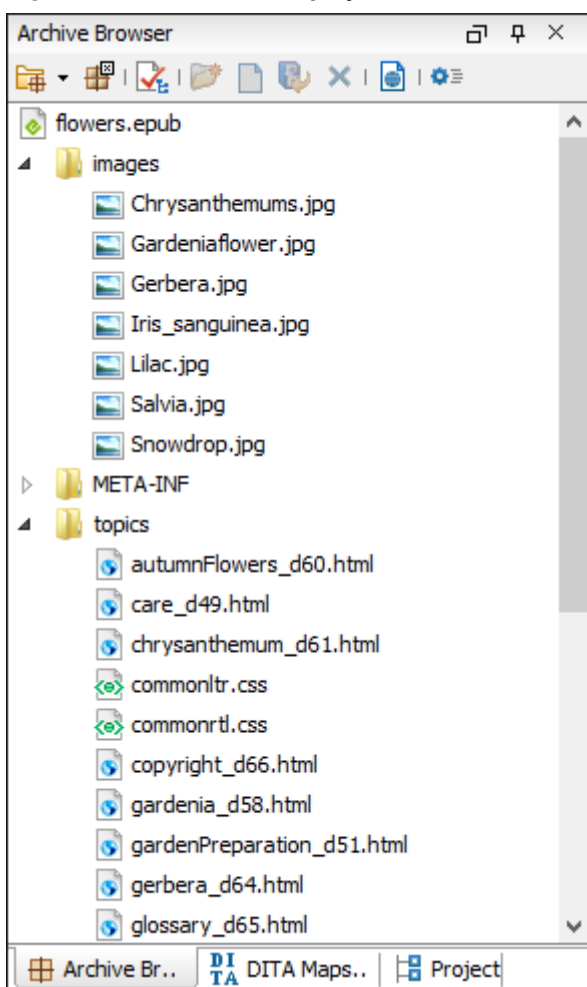 Archive Browser
flowers.epub
images
Chrysanthemums.jpg
Gardeniaflower.jpg
Gerbera.jpg
Iris_sanguinea.jpg
Lilac.jpg
Salvia.jpg
Snowdrop.jpg
META-INF
topics
autumnFlowers_d60.html
care_d49.html
chrysanthemum_d61.html
commonltr.css
commonrtl.css
copyright_d66.html
gardenia_d58.html
gardenPreparation_d51.html
gerbera_d64.html
glossary_d65.html
Archive Br.. DITA DITA Maps.. Project